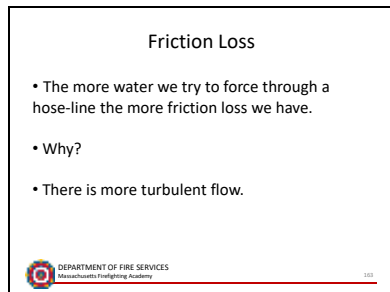 Friction Loss
• The more water we try to force through a
hose-line the more friction loss we have.
• Why?
• There is more turbulent flow.
DEPARTMENT OF FIRE SERVICES
Massachusetts Firefighting Academy
163